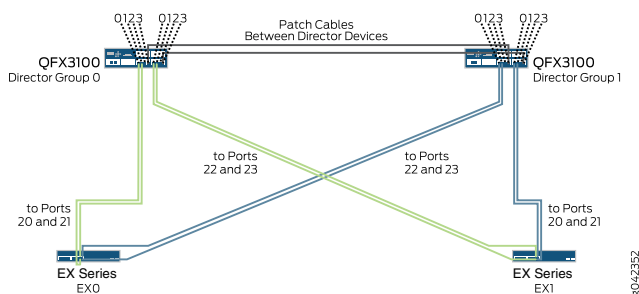 0123 0123
0123 0123
Patch Cables
Between Director Devices
QFX3100
Director Group 0
QFX3100
Director Group 1
to Ports
22 and 23
to Ports
22 and 23
to Ports
20 and 21
to Ports
20 and 21
EX Series
EX0
EX Series
EX1
g042352